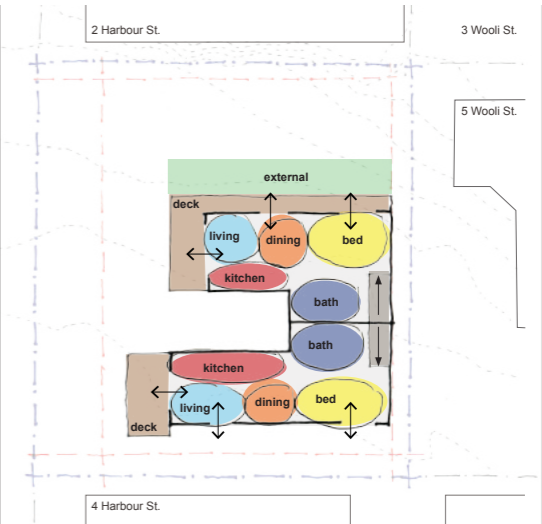 2 Harbour St.
3 Wooli St.
5 Wooli St.
external
deck
living
dining
bed
kitchen
bath
bath
kitchen
living
dining
bed
deck
4 Harbour St.